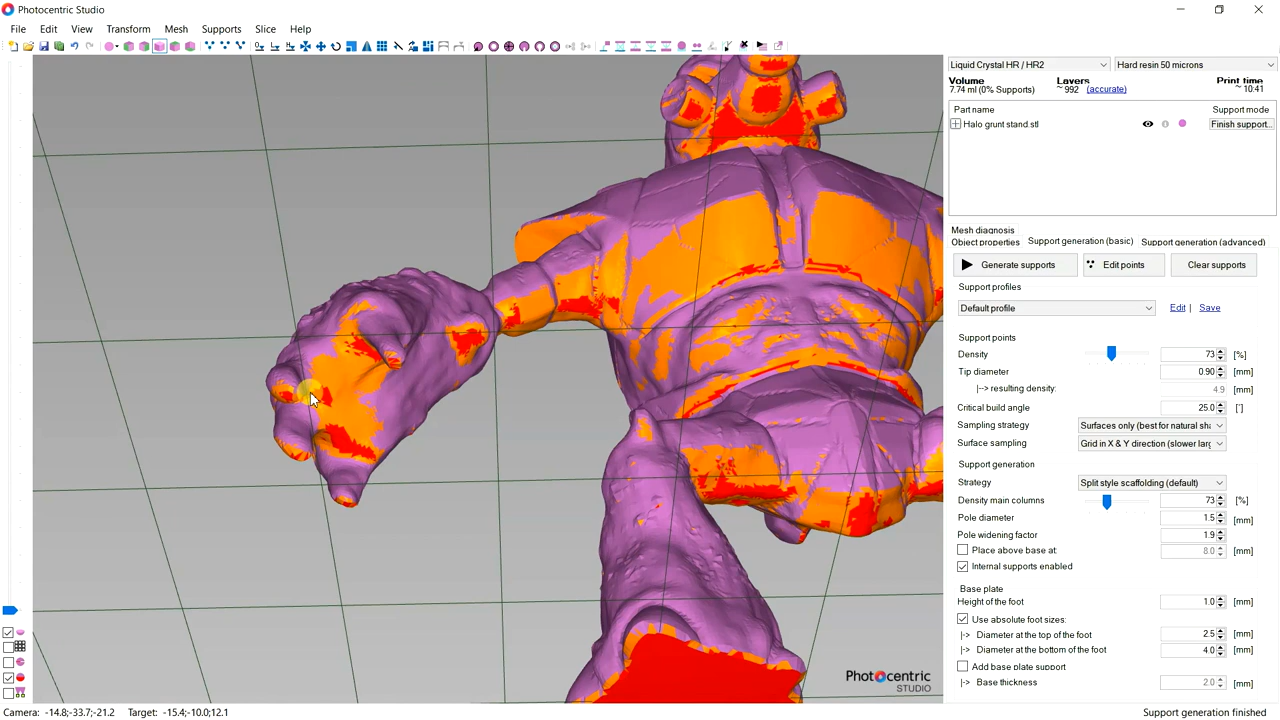 Photocentric Studio
File Edit View Transform Mesh Supports Slice Help
Liquid Crystal HR / HR2 Hard resin 50 microns
Volume Layers Print time
7.74 ml (0% Supports) ~ 992 (accurate) ~ 10:41
Part name Support mode
Halo grunt stand.stl Finish support...
Mesh diagnosis
Object properties Support generation (basic) Support generation (advanced)
Generate supports Edit points Clear supports
Support profiles
Default profile Edit | Save
Support points
Density 73 [%]
Tip diameter 0.90 [mm]
|--> resulting density: 4.9 [mm]
Critical build angle 25.0 [°]
Sampling strategy Surfaces only (best for natural sha
Surface sampling Grid in X & Y direction (slower larg
Support generation
Strategy Split style scaffolding (default)
Density main columns 73 [%]
Pole diameter 1.5 [mm]
Pole widening factor 1.9 [mm]
Place above base at: 8.0 [mm]
Internal supports enabled
Base plate
Height of the foot 1.0 [mm]
Use absolute foot sizes:
|-> Diameter at the top of the foot 2.5 [mm]
|-> Diameter at the bottom of the foot 4.0 [mm]
Add base plate support
|-> Base thickness 2.0 [mm]
Photocentric
STUDIO
Camera: -14.8;-33.7;-21.2 Target: -15.4;-10.0;12.1 Support generation finished